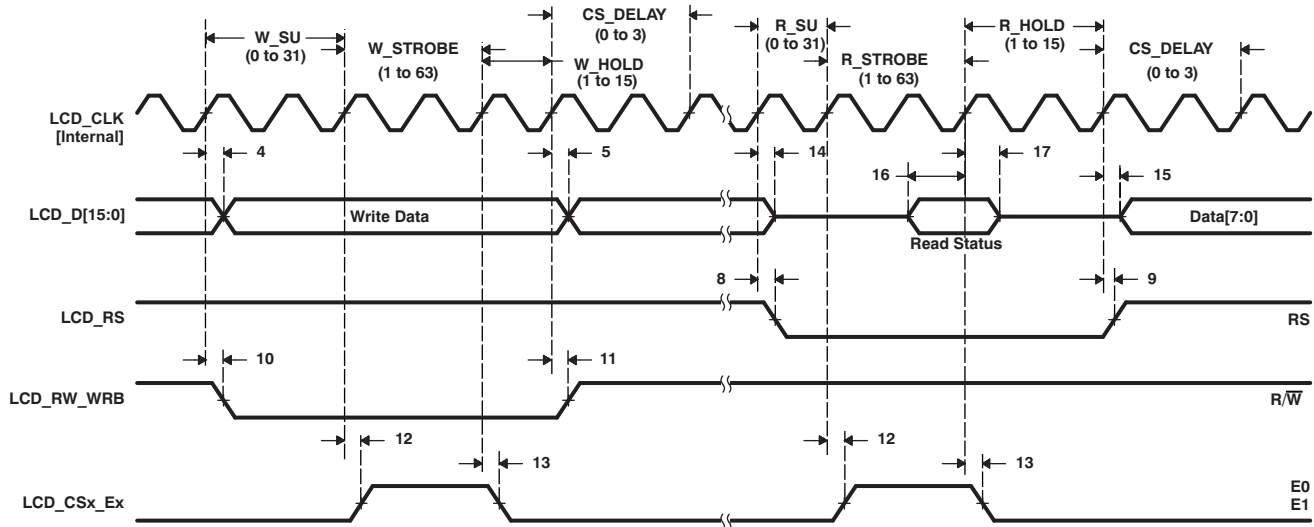 W_SU
(0 to 31)
W_STROBE
(1 to 63)
CS_DELAY
(0 to 3)
W_HOLD
(1 to 15)
R_SU
(0 to 31)
R_STROBE
(1 to 63)
R_HOLD
(1 to 15)
CS_DELAY
(0 to 3)
LCD_CLK
[Internal]
4
5
14
16
17
15
LCD_D[15:0]
Write Data
Read Status
Data[7:0]
8
9
LCD_RS
RS
10
11
LCD_RW_WRB
R/W̅
12
13
12
13
LCD_CSx_Ex
E0
E1